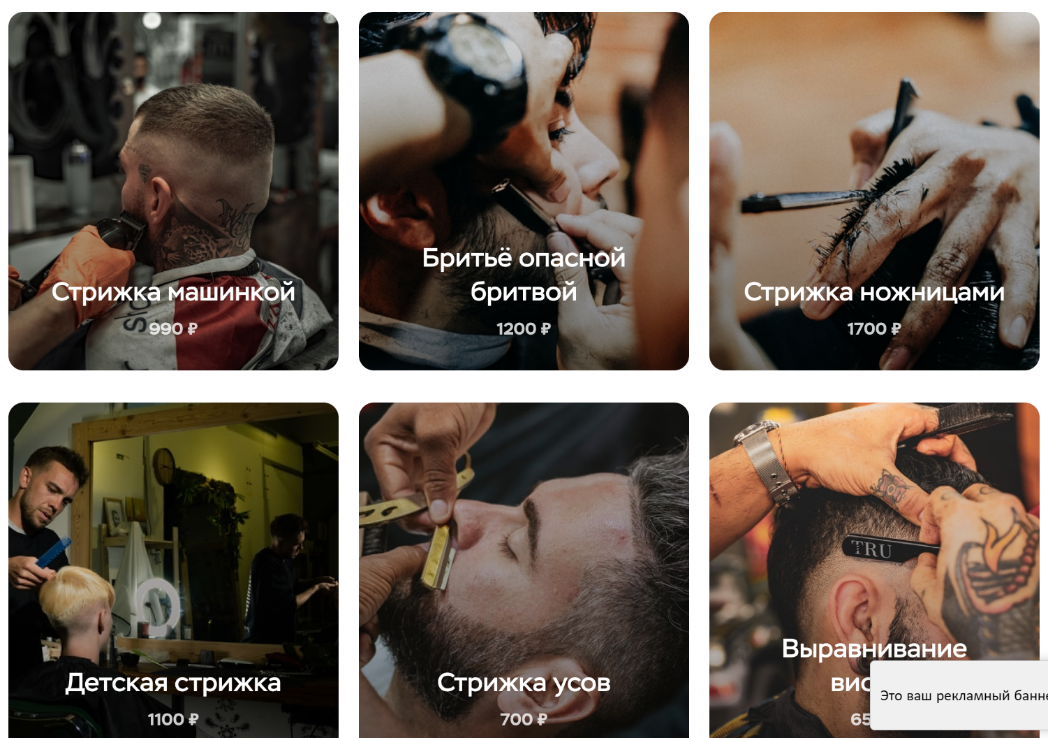 Стрижка машинкой
990 ₽
Бритьё опасной
бритвой
1200 ₽
Стрижка ножницами
1700 ₽
Детская стрижка
1100 ₽
Стрижка усов
700 ₽
TRU
Выравнивание
Это ваш рекламный